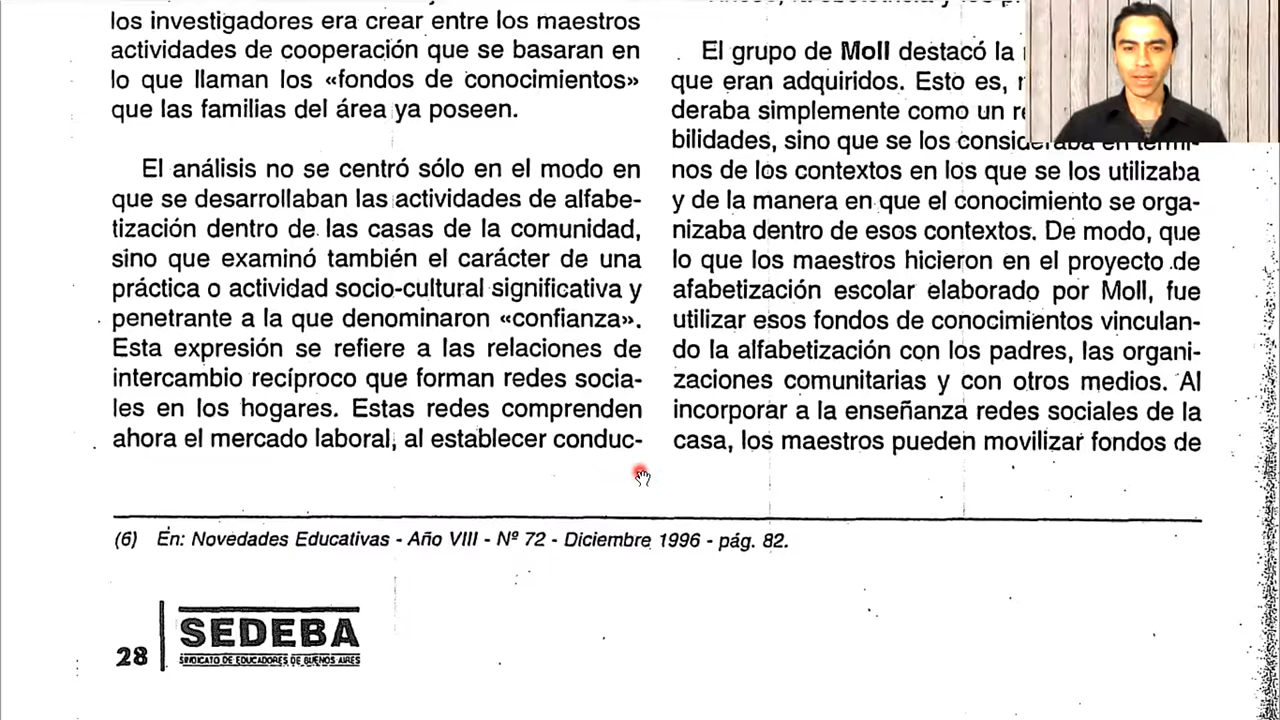 los investigadores era crear entre los maestros
actividades de cooperación que se basaran en
lo que llaman los «fondos de conocimientos»
que las familias del área ya poseen.
El análisis no se centró sólo en el modo en
que se desarrollaban las actividades de alfabe-
tización dentro de las casas de la comunidad,
sino que examinó también el carácter de una
práctica o actividad socio-cultural significativa y
penetrante a la que denominaron «confianza».
Esta expresión se refiere a las relaciones de
intercambio recíproco que forman redes socia-
les en los hogares. Estas redes comprenden
ahora el mercado laboral, al establecer conduc-
El grupo de Moll destacó la
que eran adquiridos. Esto es,
deraba simplemente como un
bilidades, sino que se los consideraba en térmi-
nos de los contextos en los que se los utilizaba
y de la manera en que el conocimiento se orga-
nizaba dentro de esos contextos. De modo, que
lo que los maestros hicieron en el proyecto de
afabetización escolar elaborado por Moll, fue
utilizar esos fondos de conocimientos vinculan-
do la alfabetización con los padres, las organi-
zaciones comunitarias y con otros medios. Al
incorporar a la enseñanza redes sociales de la
casa, los maestros pueden movilizar fondos de
(6) En: Novedades Educativas - Año VIII - Nº 72 - Diciembre 1996 - pág. 82.
28
SEDEBA
SINDICATO DE EDUCADORES DE BUENOS AIRES